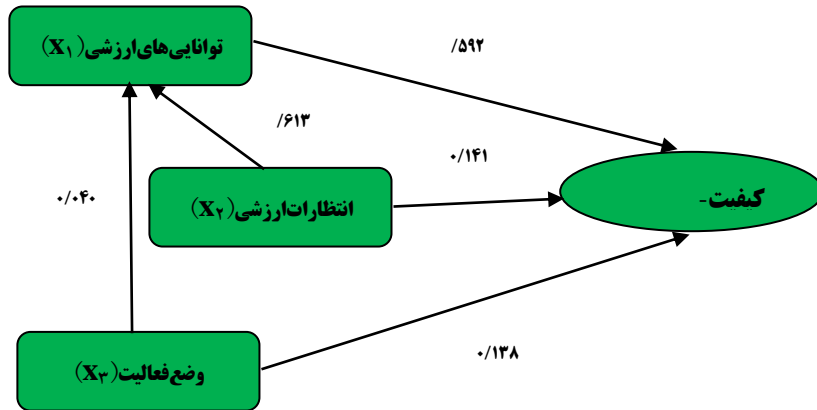 توانایی‌های ارزشی (X۱)
/۵۹۲
/۶۱۳
۰/۱۴۱
۰/۰۴۰
انتظارات ارزشی (X۲)
کیفیت-
۰/۱۳۸
وضع فعالیت (X۳)